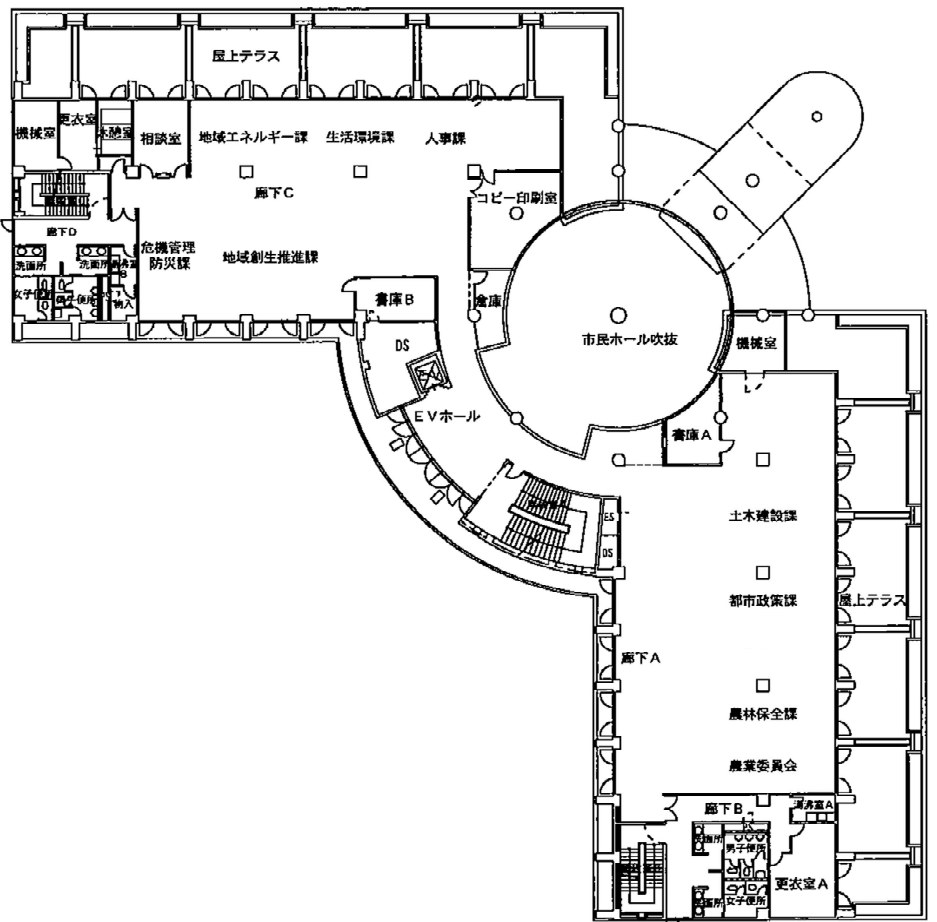 屋上テラス
機械室
更衣室
休憩室
相談室
地域エネルギー課
生活環境課
人事課
廊下C
コピー印刷室
廊下D
危機管理
防災課
地域創生推進課
洗面所
洗面所
女子便所
男子便所
物入
書庫B
倉庫
市民ホール吹抜
機械室
DS
EV
EVホール
書庫A
ES
DS
土木建設課
都市政策課
屋上テラス
廊下A
農林保全課
農業委員会
廊下B
湯沸室A
洗面所
男子便所
更衣室A
洗面所
女子便所